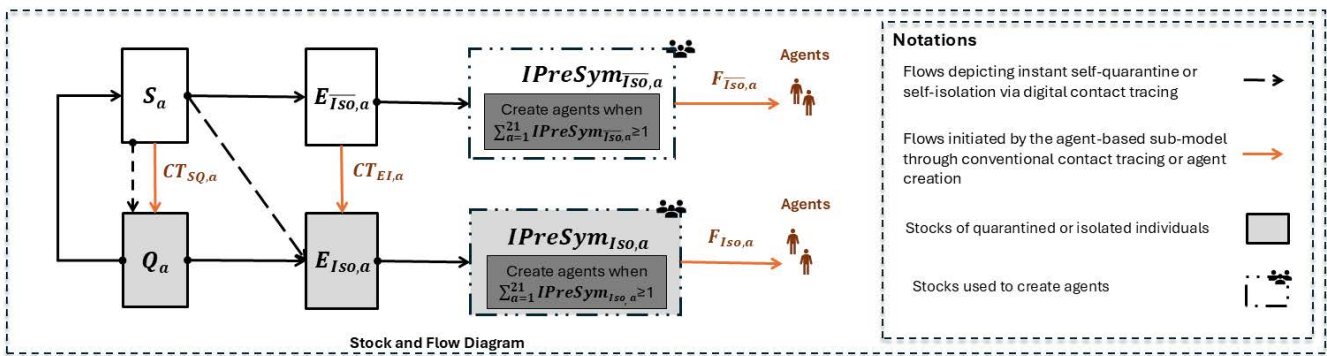 S_a
E_{\overline{Iso},a}
IPreSym_{\overline{Iso},a}
Create agents when
\sum_{a=1}^{21} IPreSym_{\overline{Iso},a} ≥1
F_{\overline{Iso},a}
Agents
CT_{SQ,a}
CT_{EI,a}
Q_a
E_{Iso,a}
IPreSym_{Iso,a}
Create agents when
\sum_{a=1}^{21} IPreSym_{Iso,a} ≥1
F_{Iso,a}
Agents
Stock and Flow Diagram
Notations
Flows depicting instant self-quarantine or
self-isolation via digital contact tracing
Flows initiated by the agent-based sub-model
through conventional contact tracing or agent
creation
Stocks of quarantined or isolated individuals
Stocks used to create agents